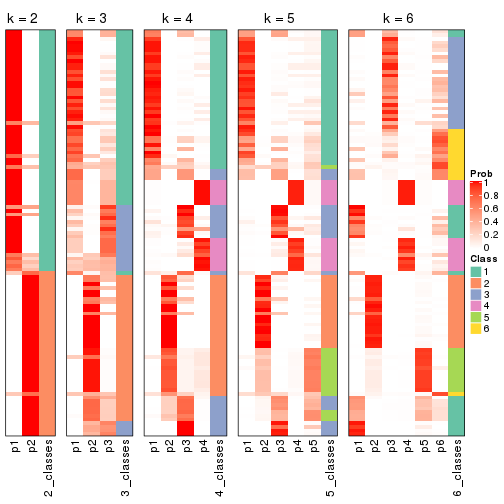 k = 2 k = 3 k = 4 k = 5 k = 6
Prob
1
0.8
0.6
0.4
0.2
0
Class
1
2
3
4
5
6
p1 p2 2_classes
p1 p2 p3 3_classes
p1 p2 p3 p4 4_classes
p1 p2 p3 p4 p5 5_classes
p1 p2 p3 p4 p5 p6 6_classes